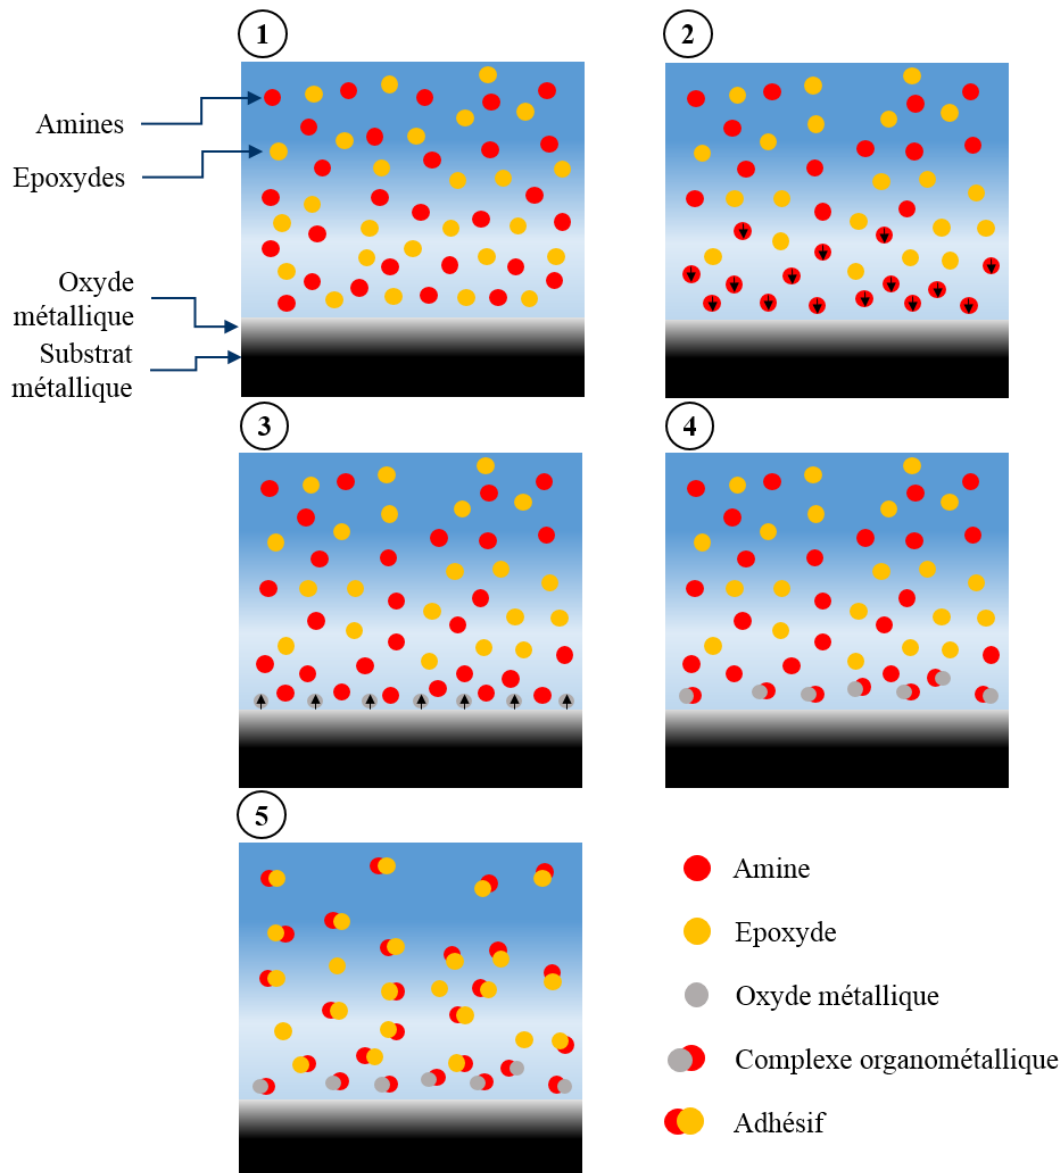 1
2
Amines
Epoxydes
Oxyde
métallique
Substrat
métallique
3
4
5
Amine
Epoxyde
Oxyde métallique
Complexe organométallique
Adhésif